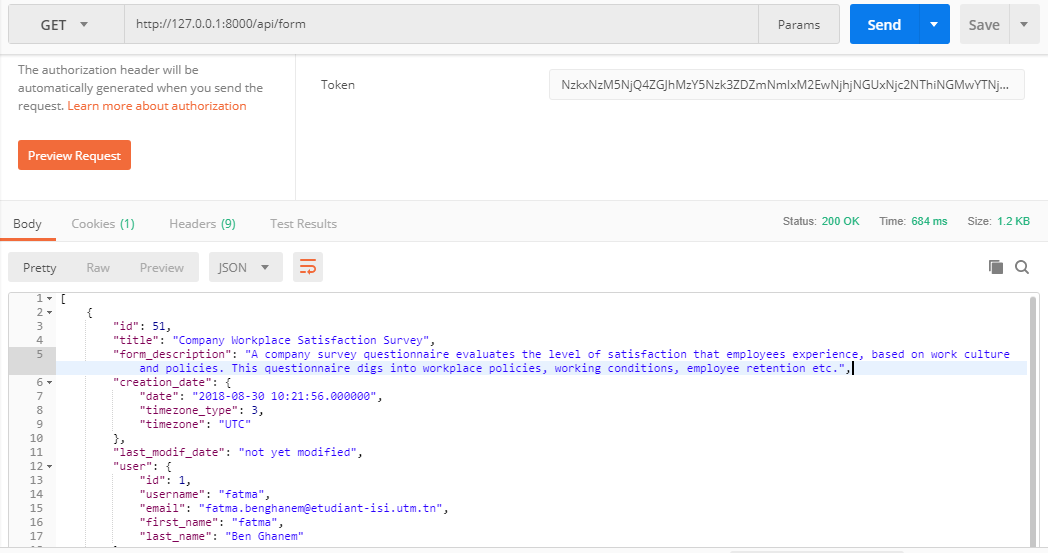 GET http://127.0.0.1:8000/api/form Params Send Save
The authorization header will be
automatically generated when you send the
request. Learn more about authorization
Token NzkxNzM5NjQ4ZGJhMzY5Nzk3ZDZmNmIxM2EwNjhjNGUxNjc2NThiNGMwYTNj...
Preview Request
Body Cookies (1) Headers (9) Test Results Status: 200 OK Time: 684 ms Size: 1.2 KB
Pretty Raw Preview JSON
1 [
2 {
3 "id": 51,
4 "title": "Company Workplace Satisfaction Survey",
5 "form_description": "A company survey questionnaire evaluates the level of satisfaction that employees experience, based on work culture
and policies. This questionnaire digs into workplace policies, working conditions, employee retention etc.",
6 "creation_date": {
7 "date": "2018-08-30 10:21:56.000000",
8 "timezone_type": 3,
9 "timezone": "UTC"
10 },
11 "last_modif_date": "not yet modified",
12 "user": {
13 "id": 1,
14 "username": "fatma",
15 "email": "fatma.benghanem@etudiant-isi.utm.tn",
16 "first_name": "fatma",
17 "last_name": "Ben Ghanem"